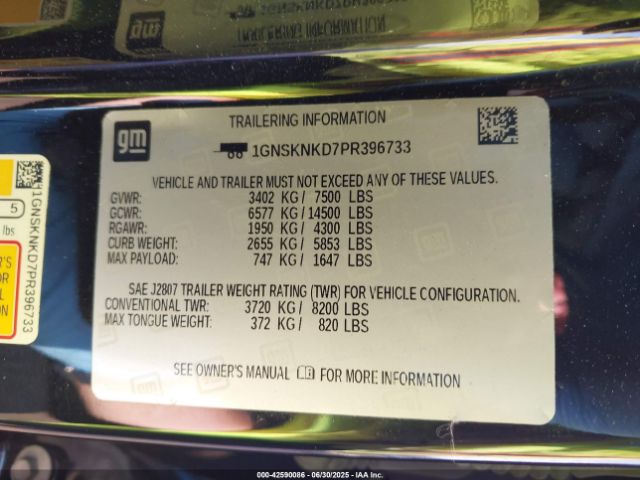 TRAILERING INFORMATION
gm
1GNSKNKD7PR396733
VEHICLE AND TRAILER MUST NOT EXCEED ANY OF THESE VALUES.
GVWR: 3402 KG / 7500 LBS
GCWR: 6577 KG / 14500 LBS
RGAWR: 1950 KG / 4300 LBS
CURB WEIGHT: 2655 KG / 5853 LBS
MAX PAYLOAD: 747 KG / 1647 LBS
SAE J2807 TRAILER WEIGHT RATING (TWR) FOR VEHICLE CONFIGURATION.
CONVENTIONAL TWR: 3720 KG / 8200 LBS
MAX TONGUE WEIGHT: 372 KG / 820 LBS
SEE OWNER'S MANUAL FOR MORE INFORMATION
5
lbs
1GNSKNKD7PR396733
000-42590086 - 06/30/2025 - IAA Inc.